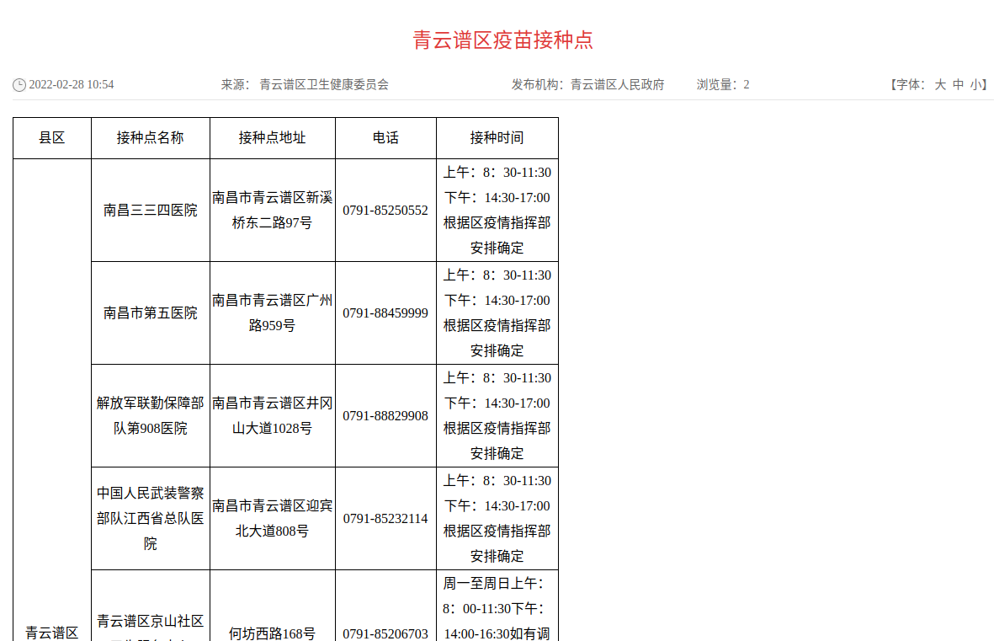 青云谱区疫苗接种点
2022-02-28 10:54 来源： 青云谱区卫生健康委员会 发布机构：青云谱区人民政府 浏览量：2 【字体： 大 中 小】
县区 接种点名称 接种点地址 电话 接种时间
南昌三三四医院
南昌市青云谱区新溪
桥东二路97号
0791-85250552
上午：8：30-11:30
下午：14:30-17:00
根据区疫情指挥部
安排确定
南昌市第五医院
南昌市青云谱区广州
路959号
0791-88459999
上午：8：30-11:30
下午：14:30-17:00
根据区疫情指挥部
安排确定
解放军联勤保障部
队第908医院
南昌市青云谱区井冈
山大道1028号
0791-88829908
上午：8：30-11:30
下午：14:30-17:00
根据区疫情指挥部
安排确定
中国人民武装警察
部队江西省总队医
院
南昌市青云谱区迎宾
北大道808号
0791-85232114
上午：8：30-11:30
下午：14:30-17:00
根据区疫情指挥部
安排确定
青云谱区
青云谱区京山社区
何坊西路168号
0791-85206703
周一至周日上午：
8：00-11:30下午：
14:00-16:30如有调